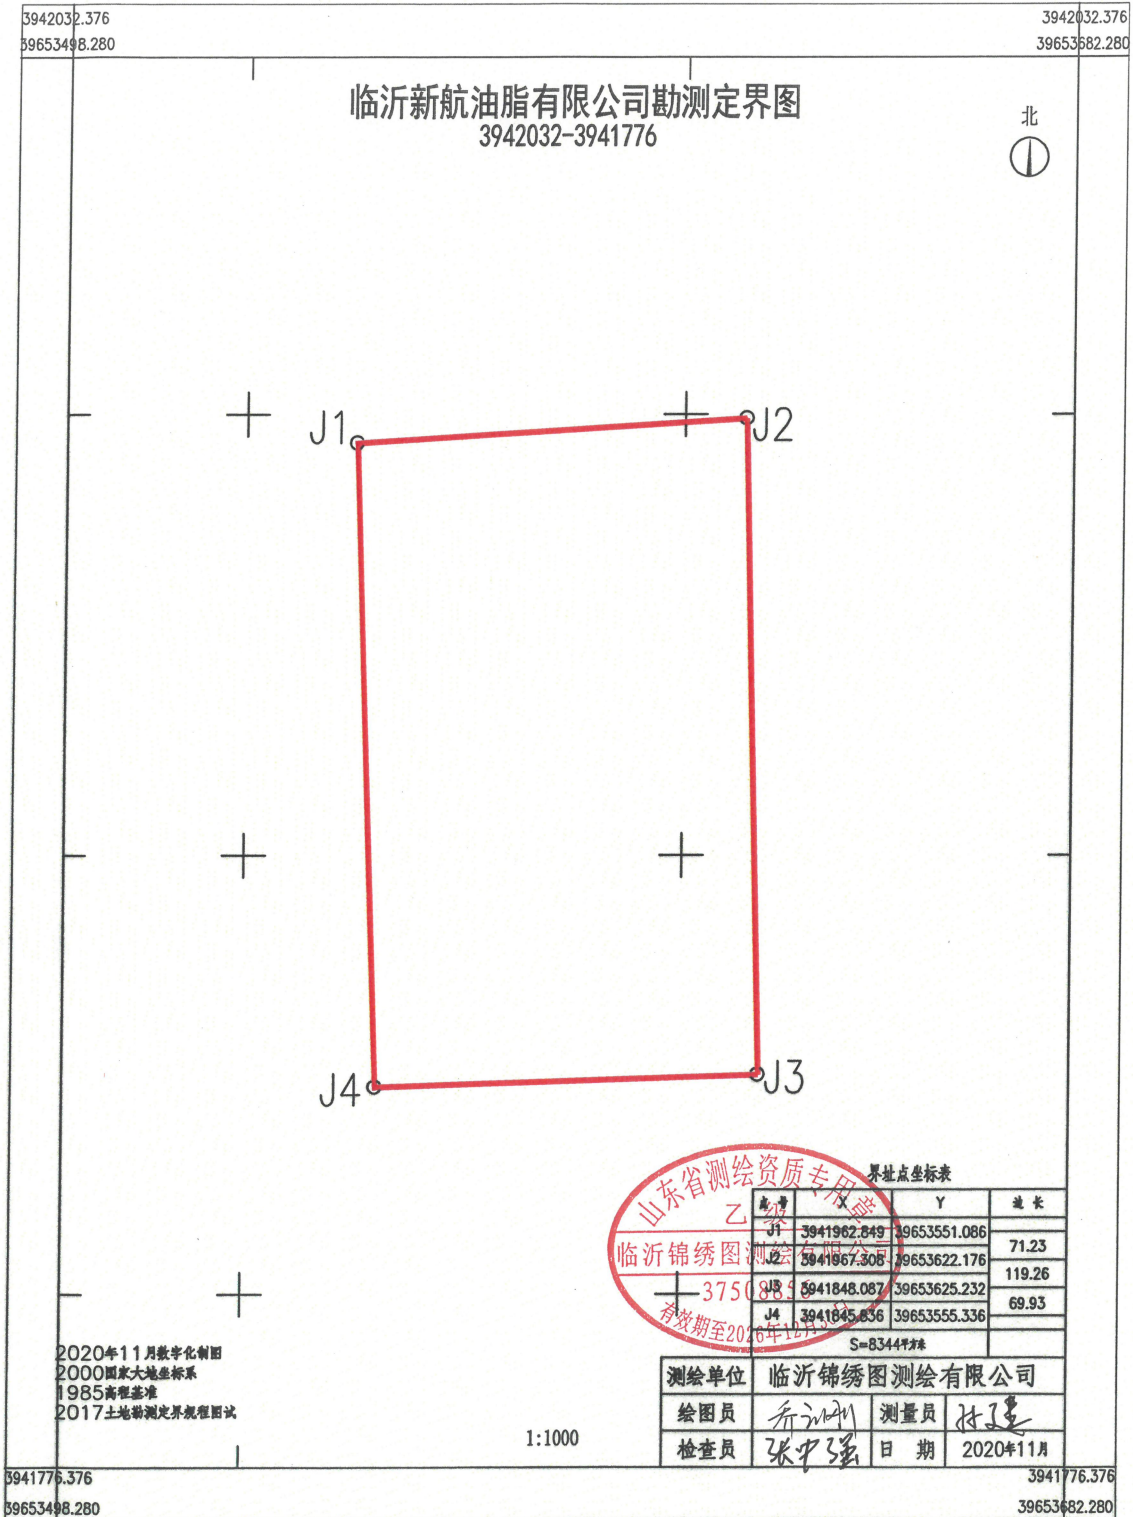 3942032.376
39653498.280
3942032.376
39653682.280
临沂新航油脂有限公司勘测定界图
3942032-3941776
北
J1
J2
J3
J4
山东省测绘资质专用章
乙 级
临沂锦绣图测绘有限公司
有效期至2026年12月
界址点坐标表
点 号 X Y 边 长
J1 3941962.849 39653551.086
71.23
J2 3941967.306 39653622.176
119.26
J3 3941848.087 39653625.232
69.93
J4 3941845.836 39653555.336
S=8344平方米
2020年11月数字化制图
2000国家大地坐标系
1985高程基准
2017土地勘测定界规程图试
1:1000
测绘单位 临沂锦绣图测绘有限公司
绘图员 测量员
检查员 张中强 日 期 2020年11月
3941776.376
39653498.280
3941776.376
39653682.280